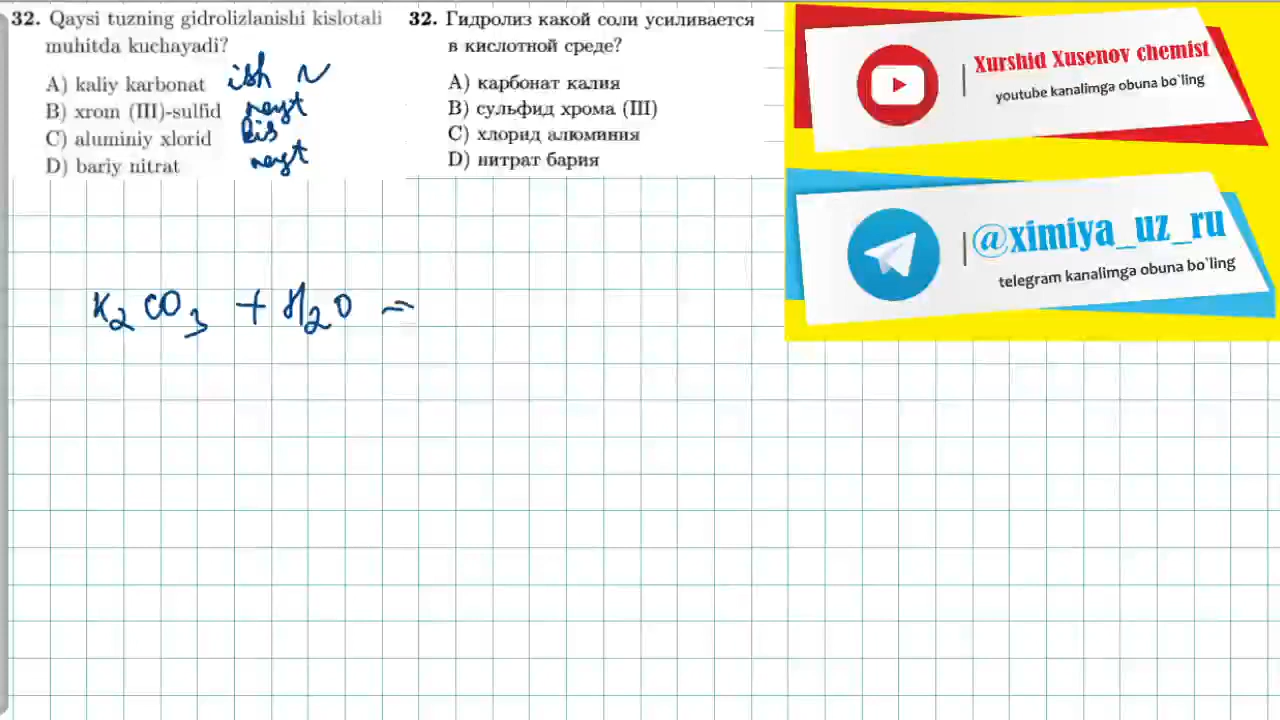 32. Qaysi tuzning gidrolizlanishi kislotali
muhitda kuchayadi?
A) kaliy karbonat ish ~
B) xrom (III)-sulfid neyt
C) aluminiy xlorid kis
D) bariy nitrat neyt
32. Гидролиз какой соли усиливается
в кислотной среде?
A) карбонат калия
B) сульфид хрома (III)
C) хлорид алюминия
D) нитрат бария
Xurshid Xusenov chemist
youtube kanalimga obuna bo`ling
@ximiya_uz_ru
telegram kanalimga obuna bo`ling
K2CO3 + H2O =